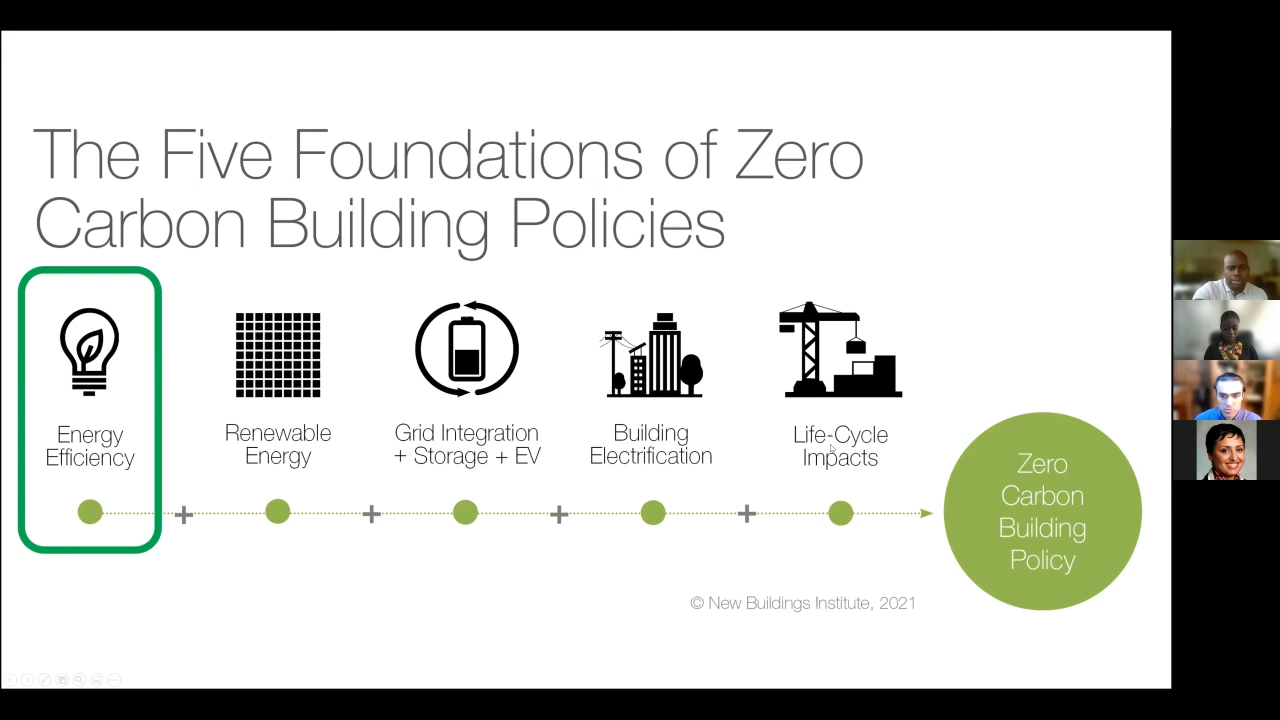 The Five Foundations of Zero
Carbon Building Policies
Energy
Efficiency
Renewable
Energy
Grid Integration
+ Storage + EV
Building
Electrification
Life-Cycle
Impacts
+
+
+
+
Zero
Carbon
Building
Policy
© New Buildings Institute, 2021